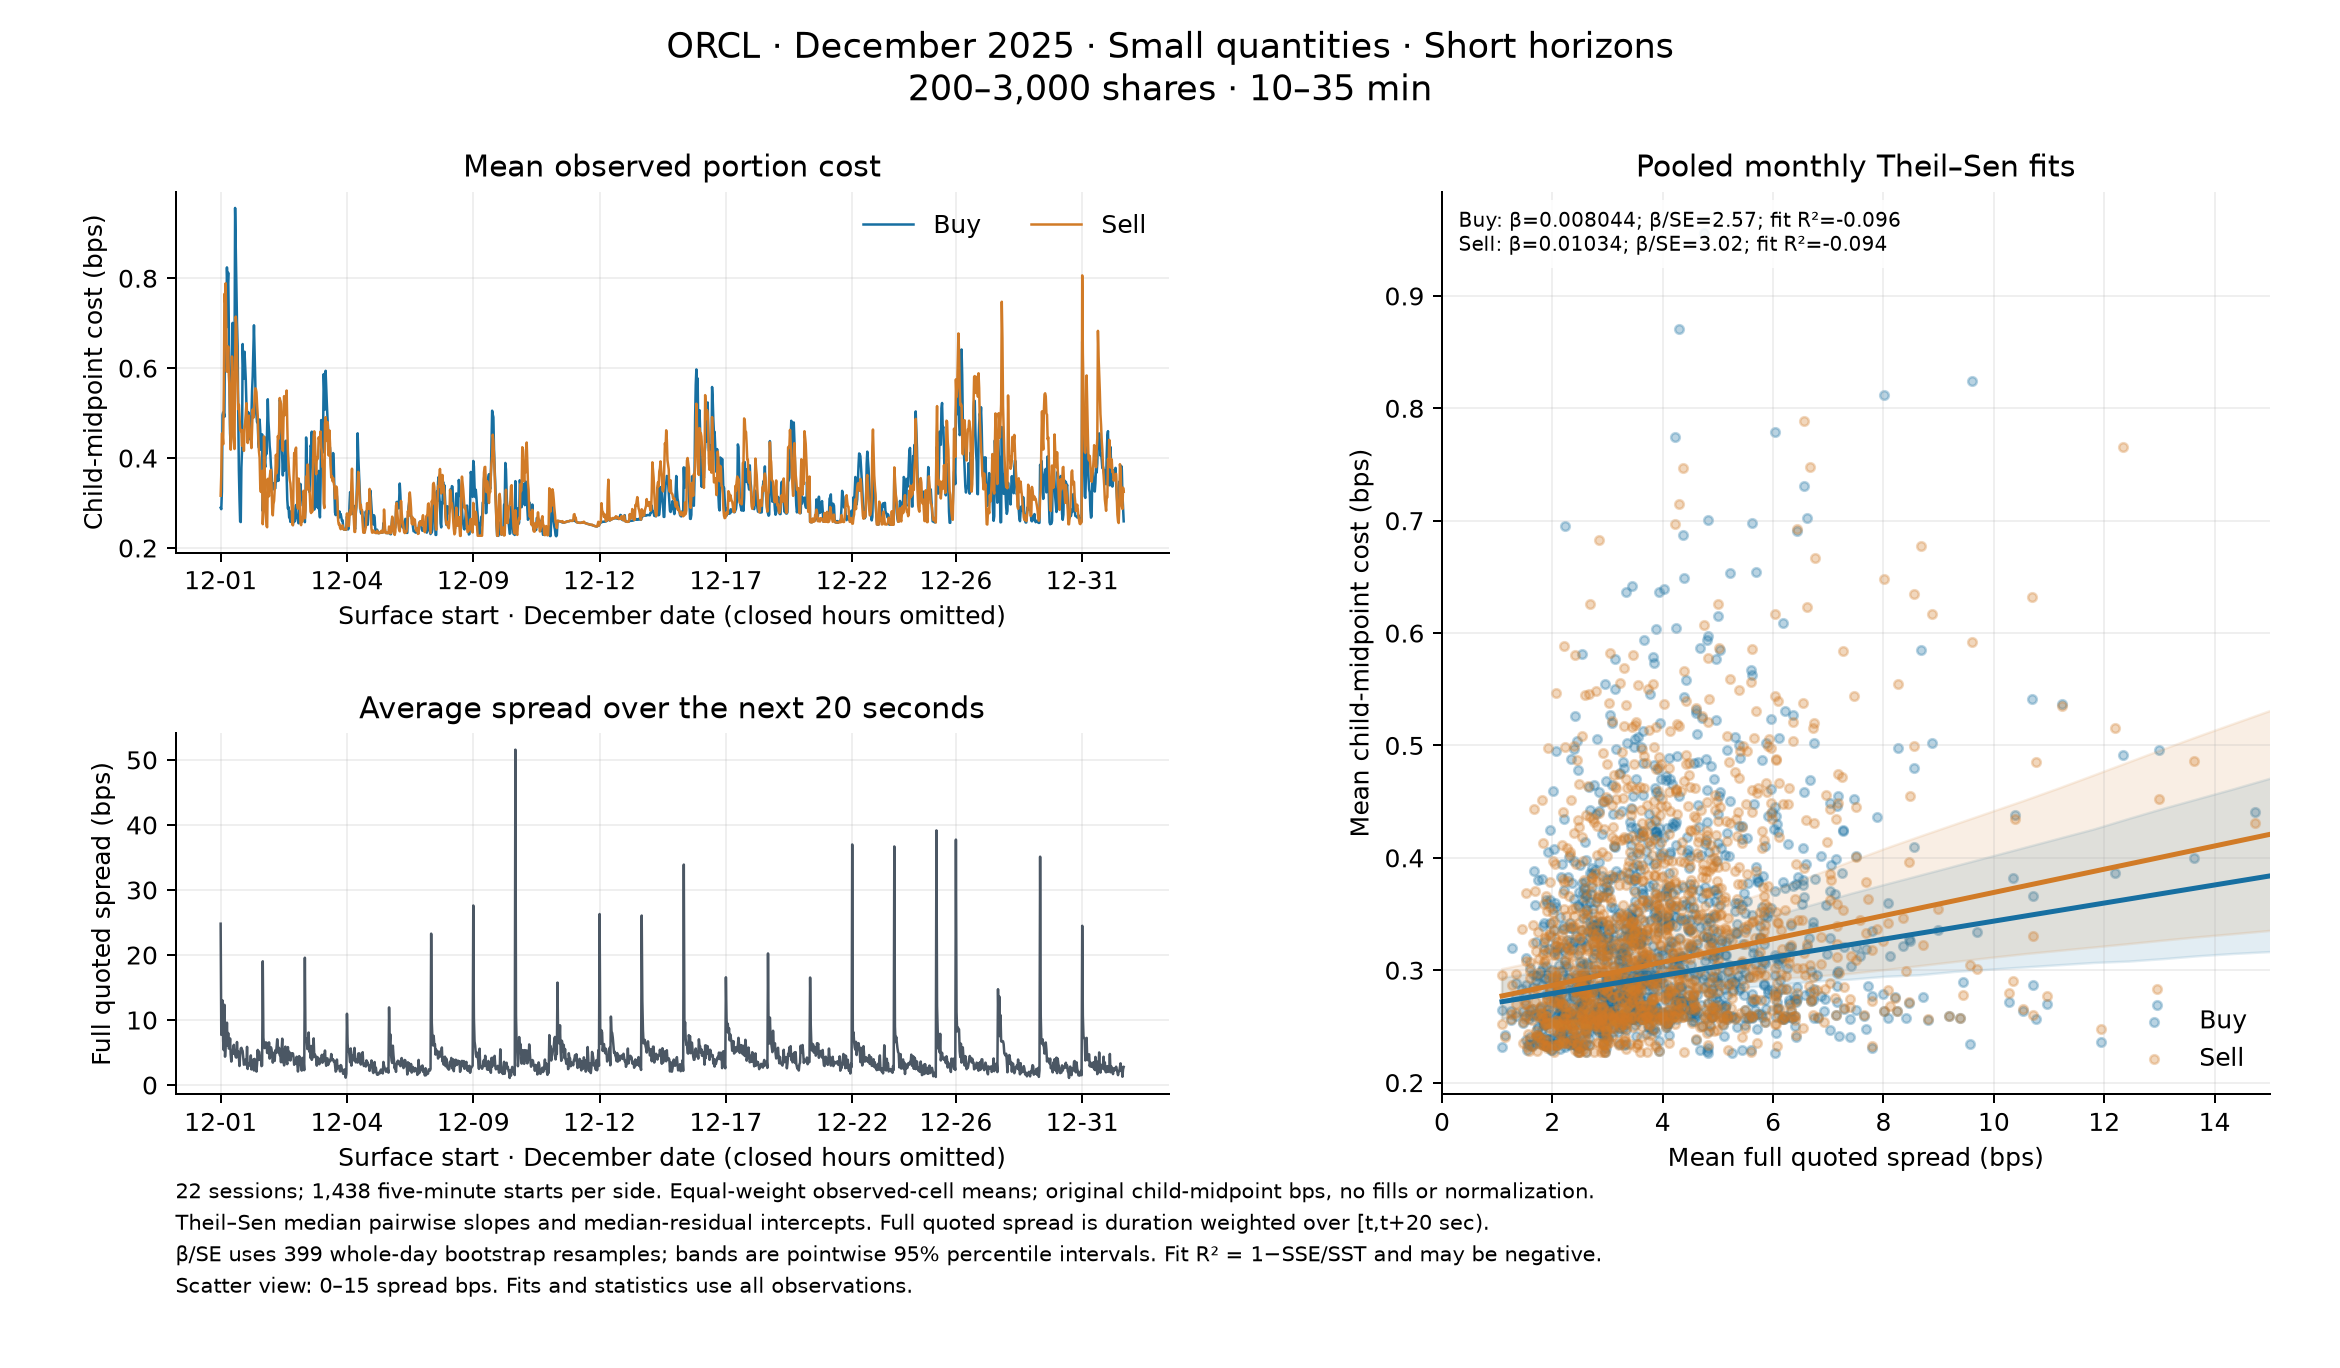 ORCL · December 2025 · Small quantities · Short horizons
200–3,000 shares · 10–35 min
Mean observed portion cost
Buy
Sell
Child-midpoint cost (bps)
0.8
0.6
0.4
0.2
12-01
12-04
12-09
12-12
12-17
12-22
12-26
12-31
Surface start · December date (closed hours omitted)
Average spread over the next 20 seconds
Full quoted spread (bps)
50
40
30
20
10
0
12-01
12-04
12-09
12-12
12-17
12-22
12-26
12-31
Surface start · December date (closed hours omitted)
Pooled monthly Theil–Sen fits
Buy: β=0.008044; β/SE=2.57; fit R²=-0.096
Sell: β=0.01034; β/SE=3.02; fit R²=-0.094
Mean child-midpoint cost (bps)
0.9
0.8
0.7
0.6
0.5
0.4
0.3
0.2
Buy
Sell
0
2
4
6
8
10
12
14
Mean full quoted spread (bps)
22 sessions; 1,438 five-minute starts per side. Equal-weight observed-cell means; original child-midpoint bps, no fills or normalization.
Theil–Sen median pairwise slopes and median-residual intercepts. Full quoted spread is duration weighted over [t,t+20 sec).
β/SE uses 399 whole-day bootstrap resamples; bands are pointwise 95% percentile intervals. Fit R² = 1−SSE/SST and may be negative.
Scatter view: 0–15 spread bps. Fits and statistics use all observations.